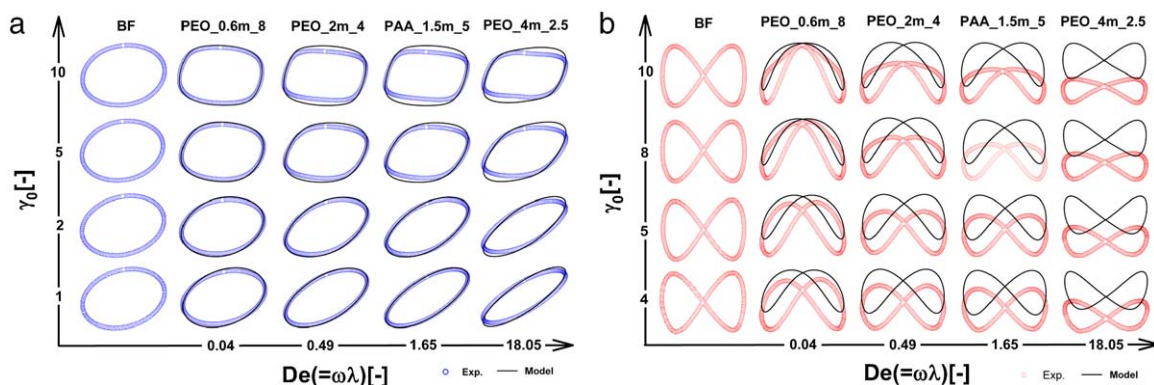 a
BF PEO_0.6m_8 PEO_2m_4 PAA_1.5m_5 PEO_4m_2.5
10
5
2
1
γ₀[-]
0.04 0.49 1.65 18.05
De(=ωλ)[-]
Exp. Model
b
BF PEO_0.6m_8 PEO_2m_4 PAA_1.5m_5 PEO_4m_2.5
10
8
5
4
γ₀[-]
0.04 0.49 1.65 18.05
De(=ωλ)[-]
Exp. Model